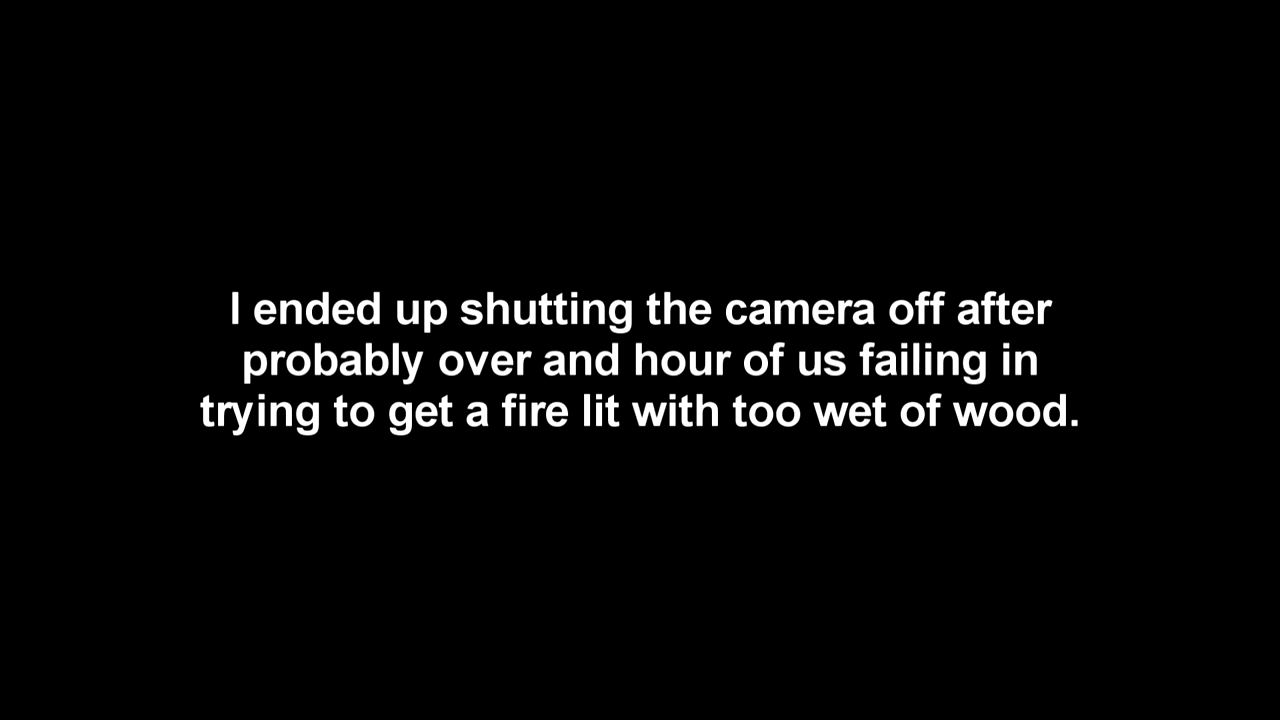 I ended up shutting the camera off after
probably over and hour of us failing in
trying to get a fire lit with too wet of wood.